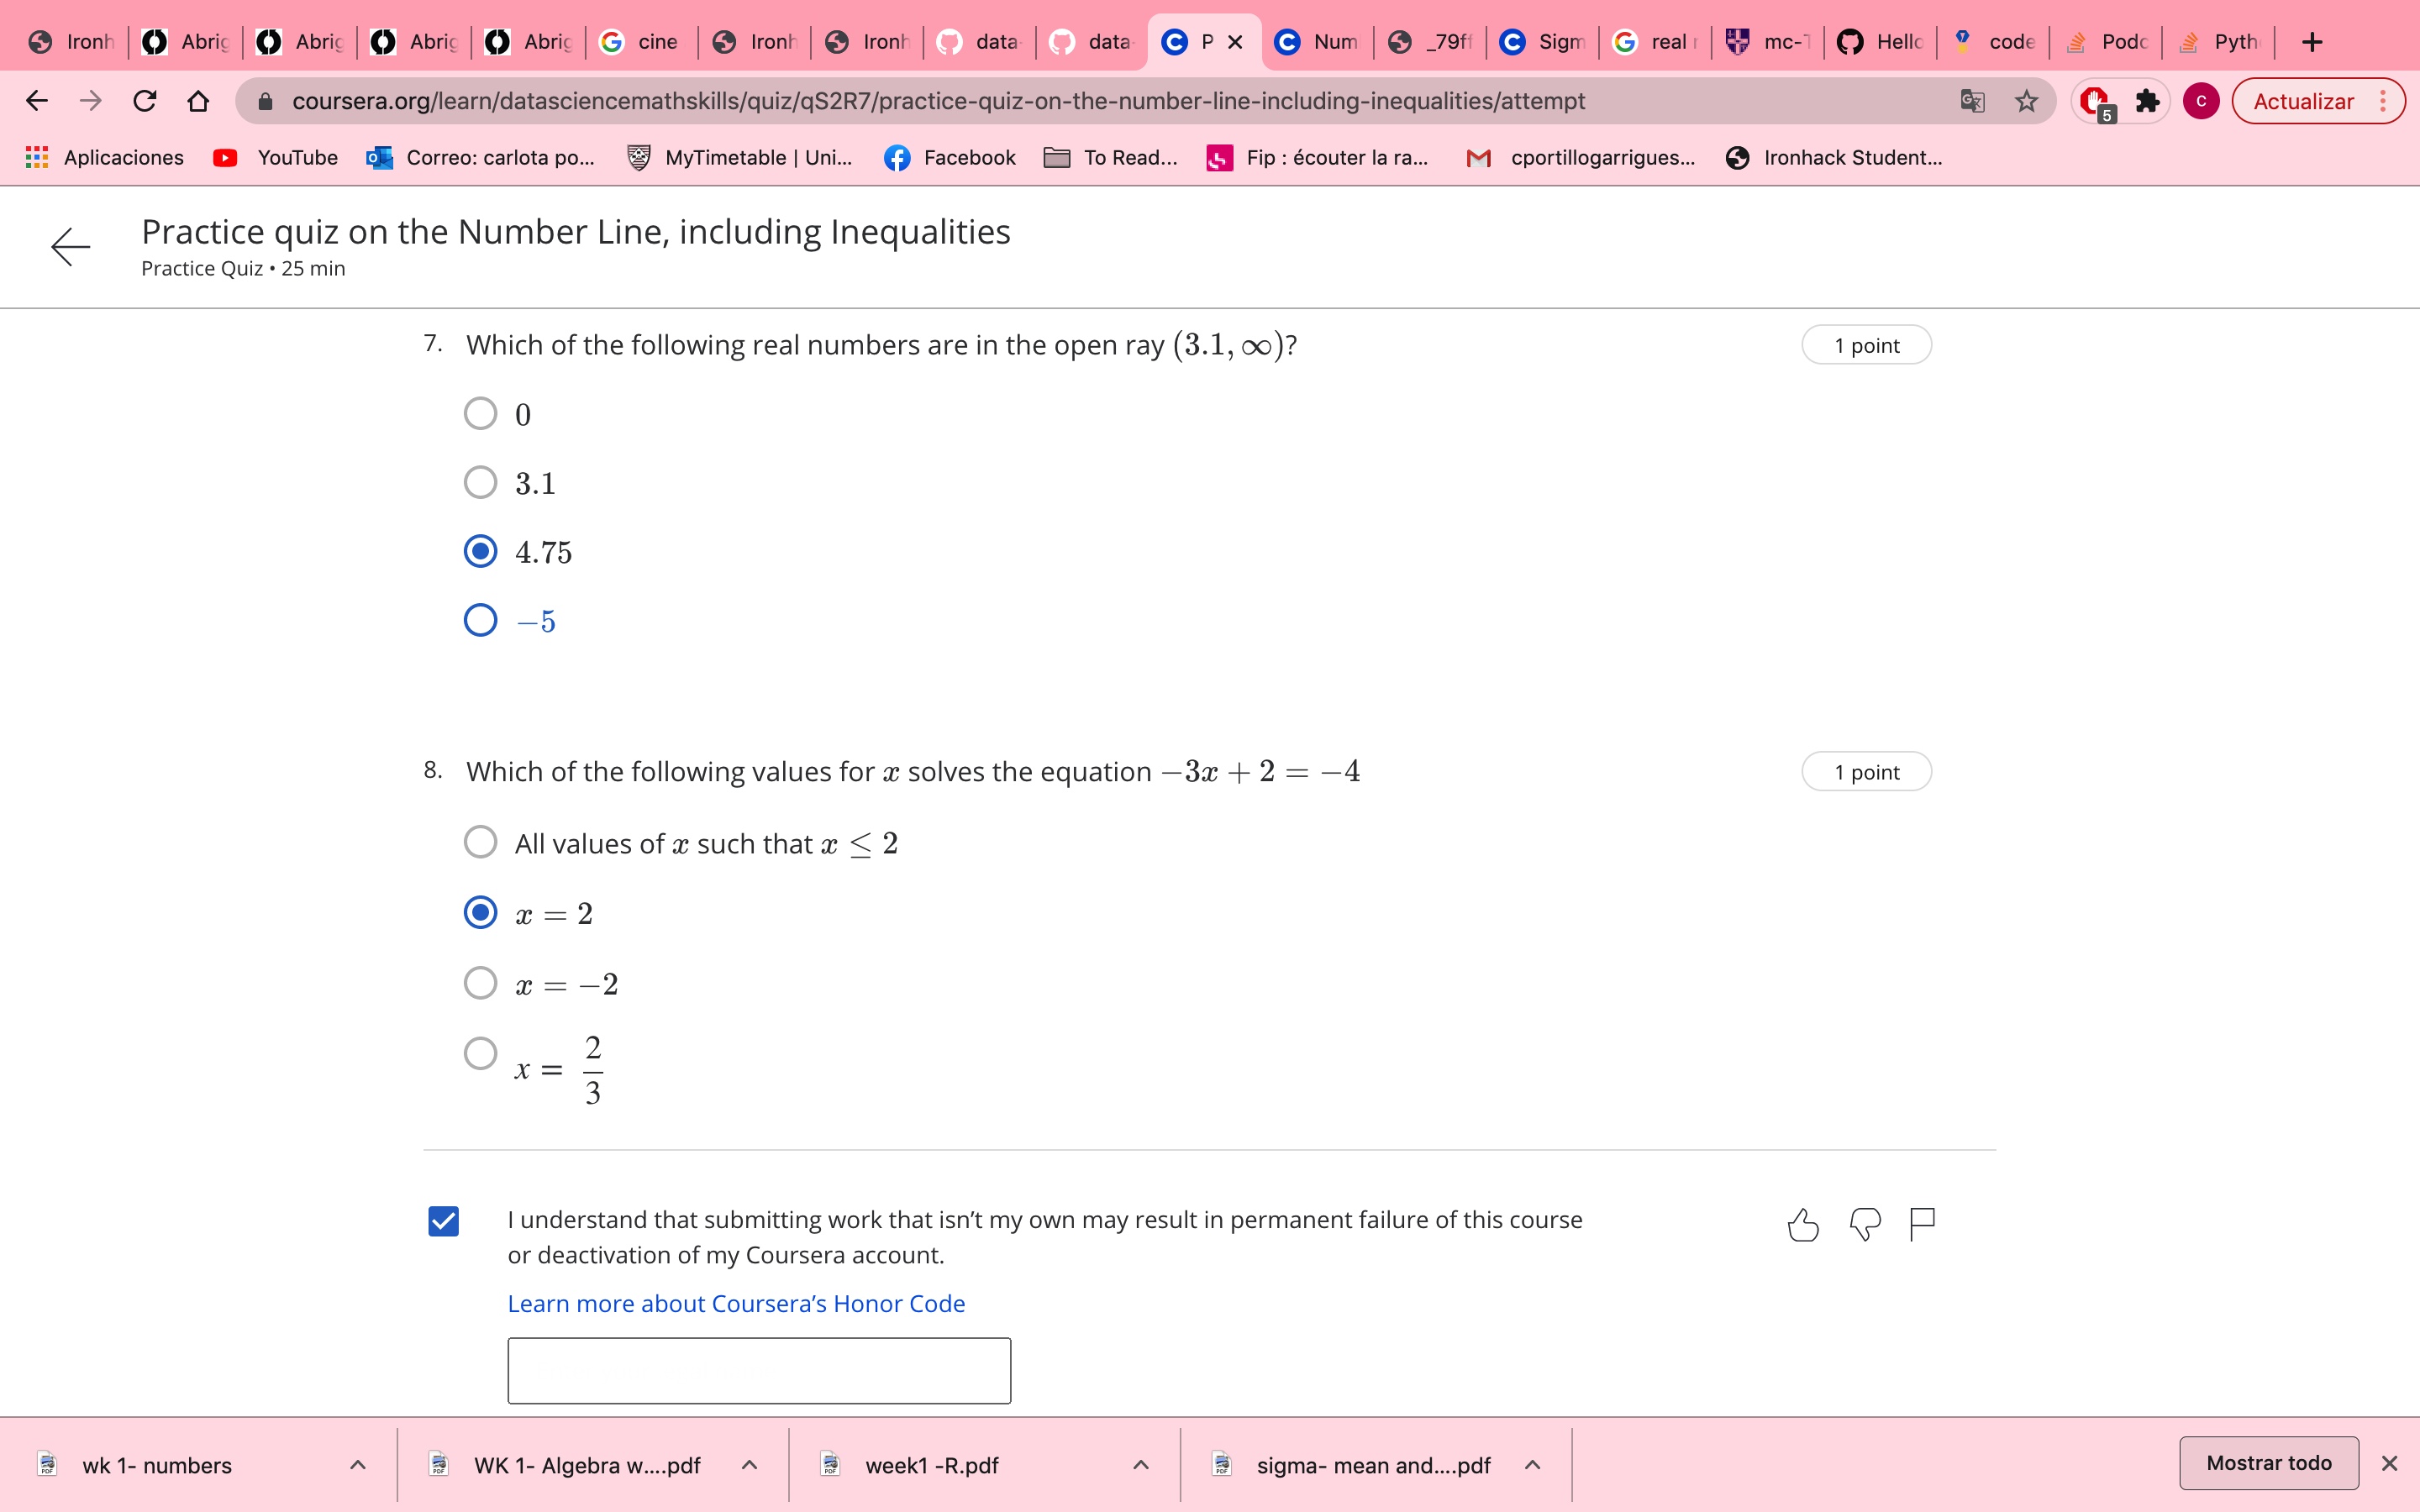 Ironh Abrig Abrig Abrig Abrig cine Ironh Ironh data data P Num _79ff Sigm real mc- Hello code Podc Pyth
coursera.org/learn/datasciencemathskills/quiz/qS2R7/practice-quiz-on-the-number-line-including-inequalities/attempt
5
C
Actualizar
Aplicaciones YouTube Correo: carlota po... MyTimetable | Uni... Facebook To Read... Fip : écouter la ra... cportillogarrigues... Ironhack Student...
Practice quiz on the Number Line, including Inequalities
Practice Quiz • 25 min
7. Which of the following real numbers are in the open ray (3.1, ∞)?
1 point
0
3.1
4.75
−5
8. Which of the following values for x solves the equation −3x + 2 = −4
1 point
All values of x such that x ≤ 2
x = 2
x = −2
x = 2/3
I understand that submitting work that isn’t my own may result in permanent failure of this course
or deactivation of my Coursera account.
Learn more about Coursera’s Honor Code
wk 1- numbers WK 1- Algebra w....pdf week1 -R.pdf sigma- mean and....pdf Mostrar todo